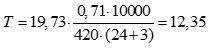 T = 19,73 · 0,71·10000 / 420 · (24+3) = 12,35